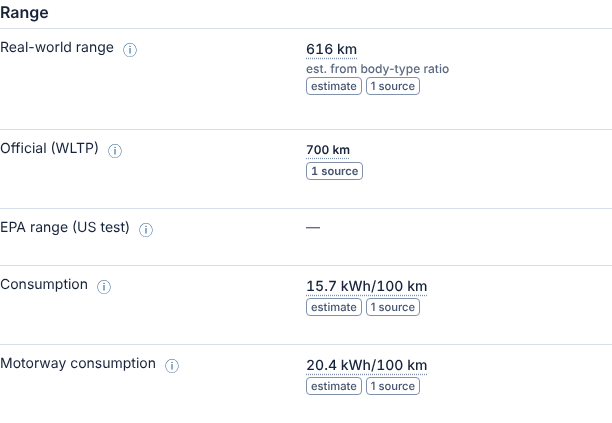 Range
Real-world range ⓘ
616 km
est. from body-type ratio
estimate 1 source
Official (WLTP) ⓘ
700 km
1 source
EPA range (US test) ⓘ
—
Consumption ⓘ
15.7 kWh/100 km
estimate 1 source
Motorway consumption ⓘ
20.4 kWh/100 km
estimate 1 source